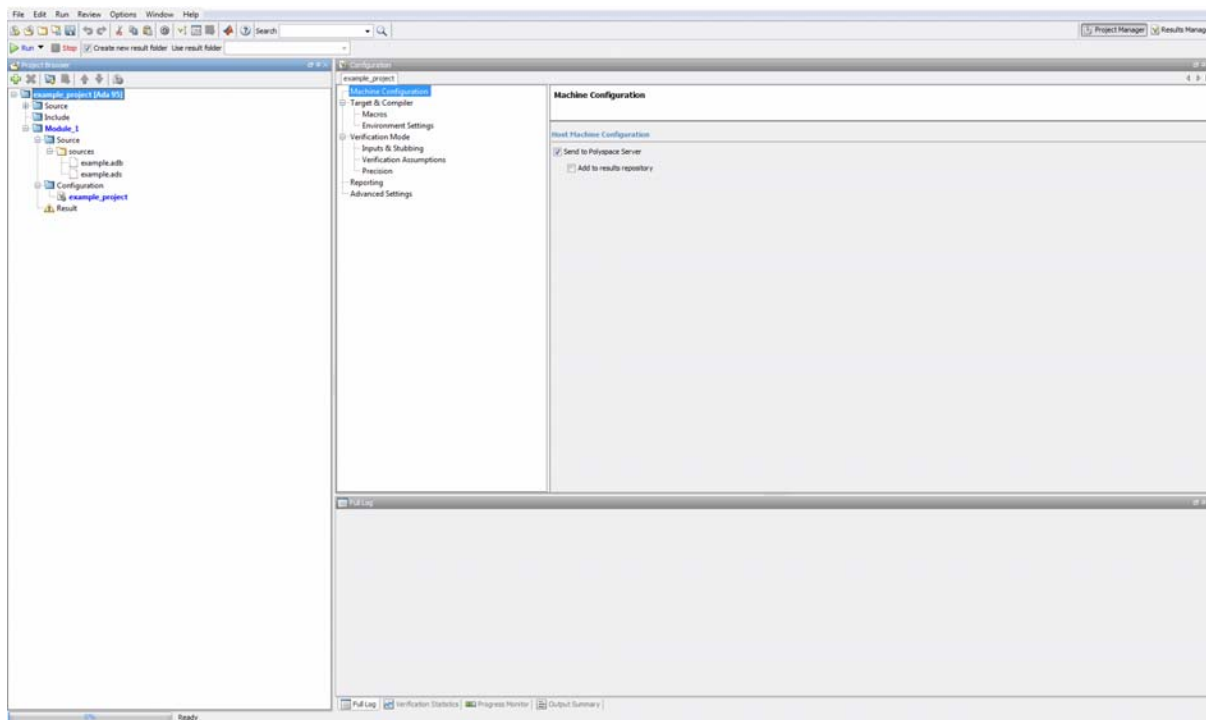 File Edit Run Review Options Window Help
Search
Project Manager Results Manag
Run Stop Create new result folder Use result folder
Project Browser
Configuration
example_project
example_project [Ada 95]
Source
Include
Module_1
Source
sources
example.adb
example.ads
Configuration
example_project
Result
Machine Configuration
Target & Compiler
Macros
Environment Settings
Verification Mode
Inputs & Stubbing
Verification Assumptions
Precision
Reporting
Advanced Settings
Machine Configuration
Host Machine Configuration
Send to Polyspace Server
Add to results repository
Full Log
Full Log Verification Statistics Progress Monitor Output Summary
Ready